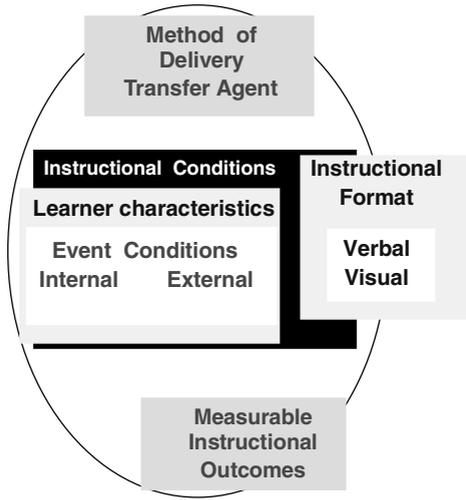 Method of
Delivery
Transfer Agent
Instructional Conditions
Learner characteristics
Event Conditions
Internal External
Instructional
Format
Verbal
Visual
Measurable
Instructional
Outcomes